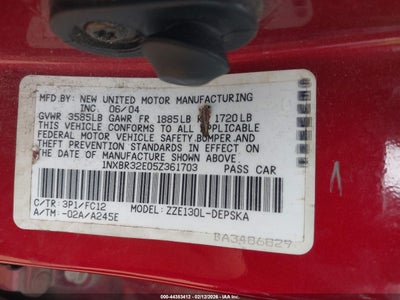 MFD. BY: NEW UNITED MOTOR MANUFACTURING
INC. 06/04
GVWR 3585LB GAWR FR 1885LB 1720LB
THIS VEHICLE CONFORMS TO ALL APPLICABLE
FEDERAL MOTOR VEHICLE SAFETY, BUMPER, AND
THEFT PREVENTION STANDARDS IN EFFECT ON
THE DATE OF MANUFACTURE SHOWN ABOVE.
1NXBR32E05Z361703 PASS CAR
C/TR: 3P1/FC12 MODEL: ZZE130L-DEPSKA
A/TM: -02A/A245E
BA3486829
000-44353412 - 02/12/2026 - IAA Auctions